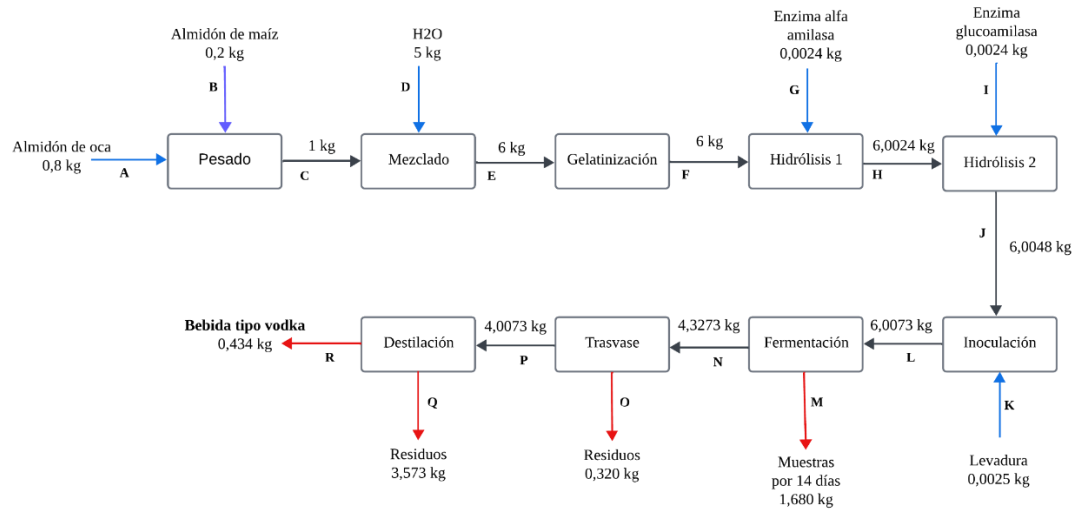 Almidón de maíz
0,2 kg
B
H2O
5 kg
D
Enzima alfa
amilasa
0,0024 kg
G
Enzima
glucoamilasa
0,0024 kg
I
Almidón de oca
0,8 kg
A
Pesado
1 kg
C
Mezclado
6 kg
E
Gelatinización
6 kg
F
Hidrólisis 1
6,0024 kg
H
Hidrólisis 2
J
6,0048 kg
Bebida tipo vodka
0,434 kg
R
Destilación
4,0073 kg
P
Trasvase
4,3273 kg
N
Fermentación
6,0073 kg
L
Inoculación
Q
O
M
K
Residuos
3,573 kg
Residuos
0,320 kg
Muestras
por 14 días
1,680 kg
Levadura
0,0025 kg